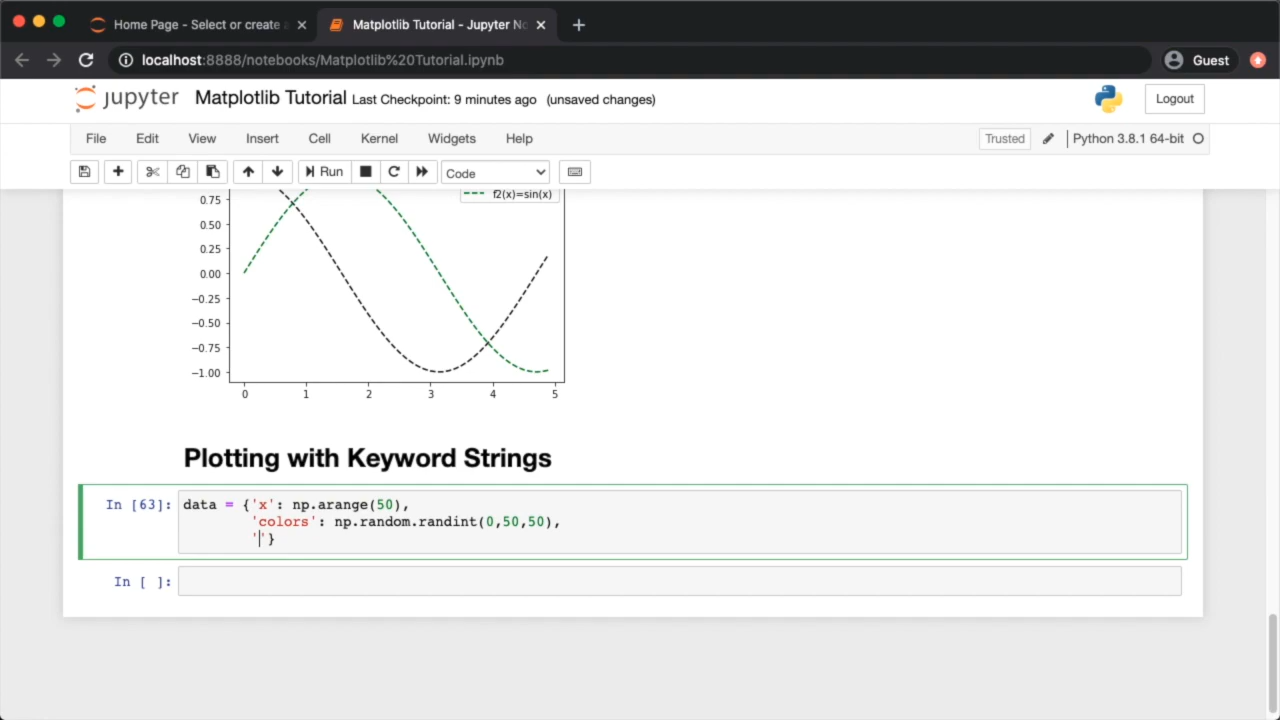 Home Page - Select or create a
Matplotlib Tutorial - Jupyter No
localhost:8888/notebooks/Matplotlib%20Tutorial.ipynb
Guest
jupyter Matplotlib Tutorial Last Checkpoint: 9 minutes ago (unsaved changes)
Logout
File Edit View Insert Cell Kernel Widgets Help
Trusted
Python 3.8.1 64-bit
Run
Code
f2(x)=sin(x)
0.75
0.50
0.25
0.00
−0.25
−0.50
−0.75
−1.00
0 1 2 3 4 5
Plotting with Keyword Strings
In [63]: data = {'x': np.arange(50),
'colors': np.random.randint(0,50,50),
''}
In [ ]: